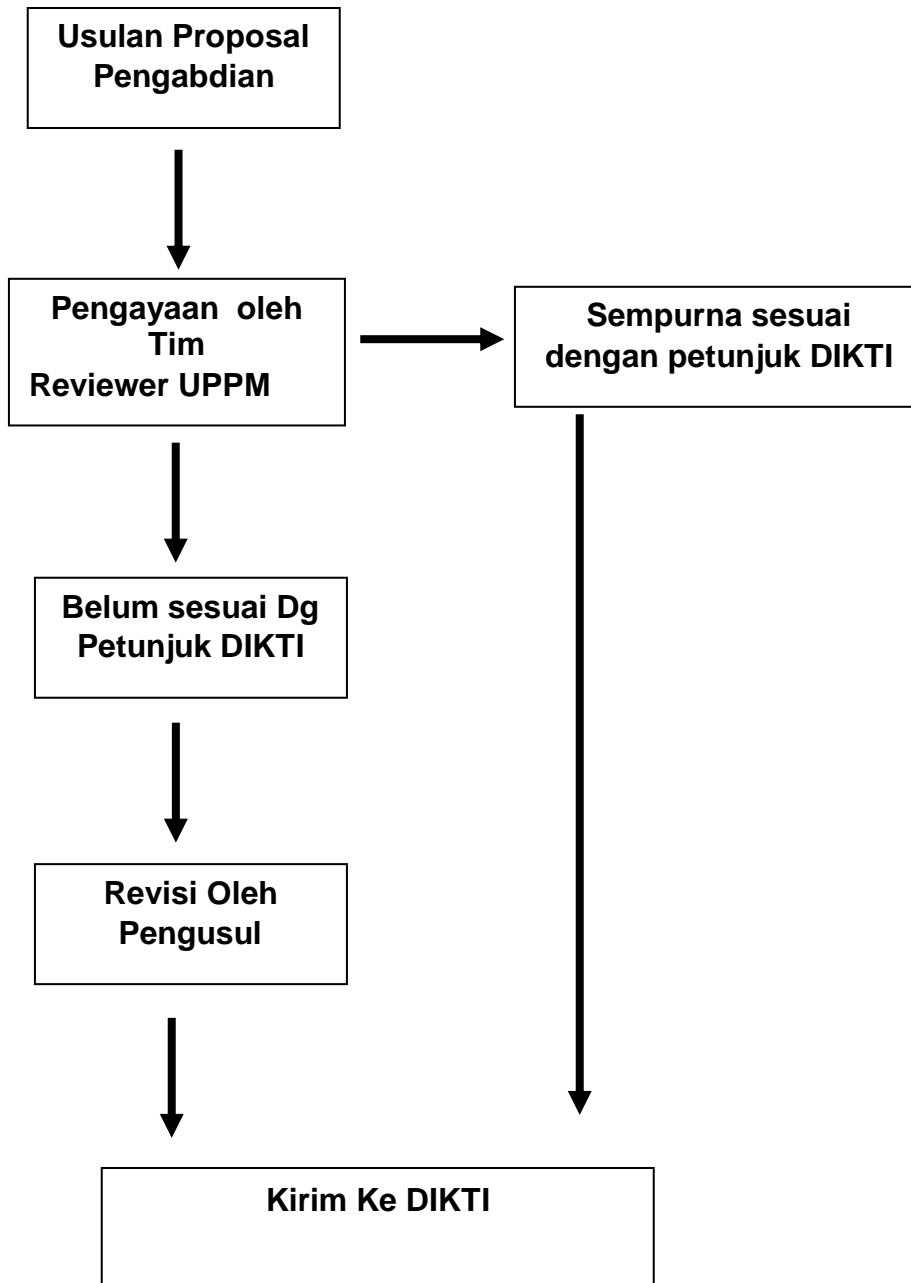 Usulan Proposal
Pengabdian
Pengayaan oleh
Tim
Reviewer UPPM
Sempurna sesuai
dengan petunjuk DIKTI
Belum sesuai Dg
Petunjuk DIKTI
Revisi Oleh
Pengusul
Kirim Ke DIKTI